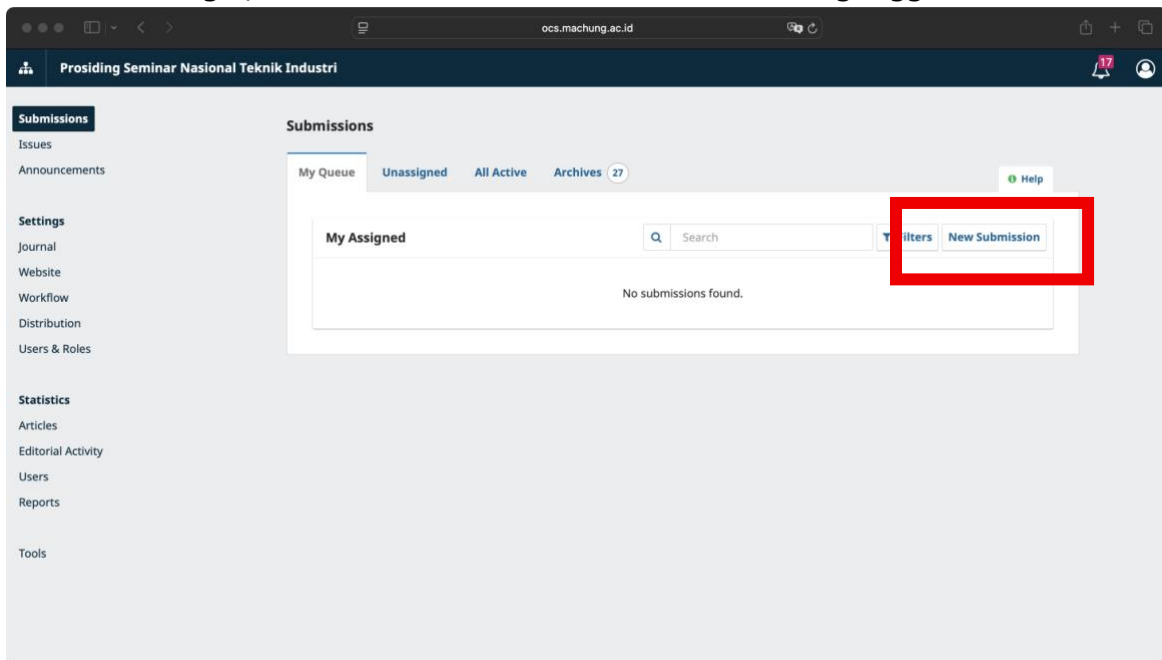 ocs.machung.ac.id
Prosiding Seminar Nasional Teknik Industri
17
Submissions
Issues
Announcements
Settings
Journal
Website
Workflow
Distribution
Users & Roles
Statistics
Articles
Editorial Activity
Users
Reports
Tools
Submissions
My Queue Unassigned All Active Archives 27
Help
My Assigned Search Filters New Submission
No submissions found.